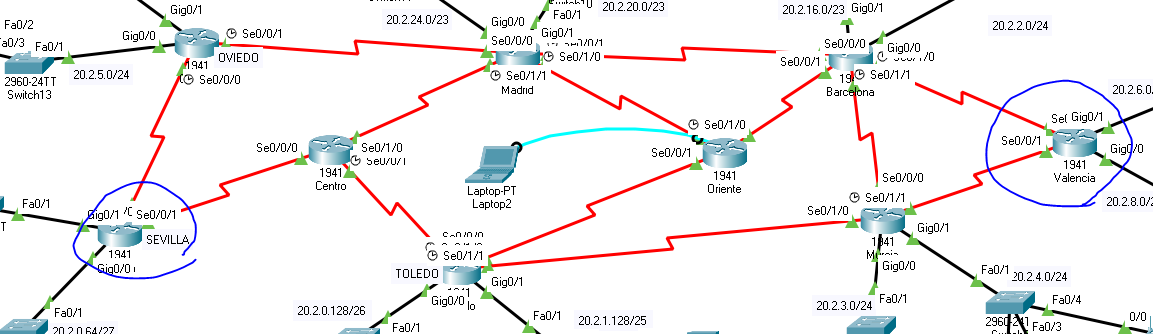 Gig0/1
Fa0/2
Fa0/3
Fa0/1
Gig0/0
Se0/0/1
OVIEDO
1941
Se0/0/0
20.2.5.0/24
2960-24TT
Switch13
20.2.24.0/23
Gig0/0
Fa0/1
20.2.20.0/23
Se0/0/0
Se0/1/0
Se0/1/1
Madrid
20.2.16.0/23
Gig0/1
20.2.2.0/24
Se0/0/0
Gig0/0
Se0/0/1
Se0/1/1
Barcelona
20.2.6.0/
Gig0/1
Se0/0/1
Gig0/0
1941
Valencia
20.2.8.0/2
Se0/0/0
Se0/1/0
Se0/0/1
1941
Centro
Laptop-PT
Laptop2
Se0/1/0
Se0/0/1
1941
Oriente
Fa0/1
Gig0/1
Se0/0/1
SEVILLA
1941
Gig0/0
Fa0/1
20.2.0.64/27
Se0/1/1
TOLEDO
Gig0/1
Gig0/0
20.2.0.128/26
Fa0/1
20.2.1.128/25
Fa0/1
Se0/0/0
Se0/1/0
Se0/1/1
1941
Murcia
Gig0/1
Gig0/0
20.2.3.0/24
Fa0/1
Fa0/1
20.2.4.0/24
Fa0/4
Fa0/3
0/0